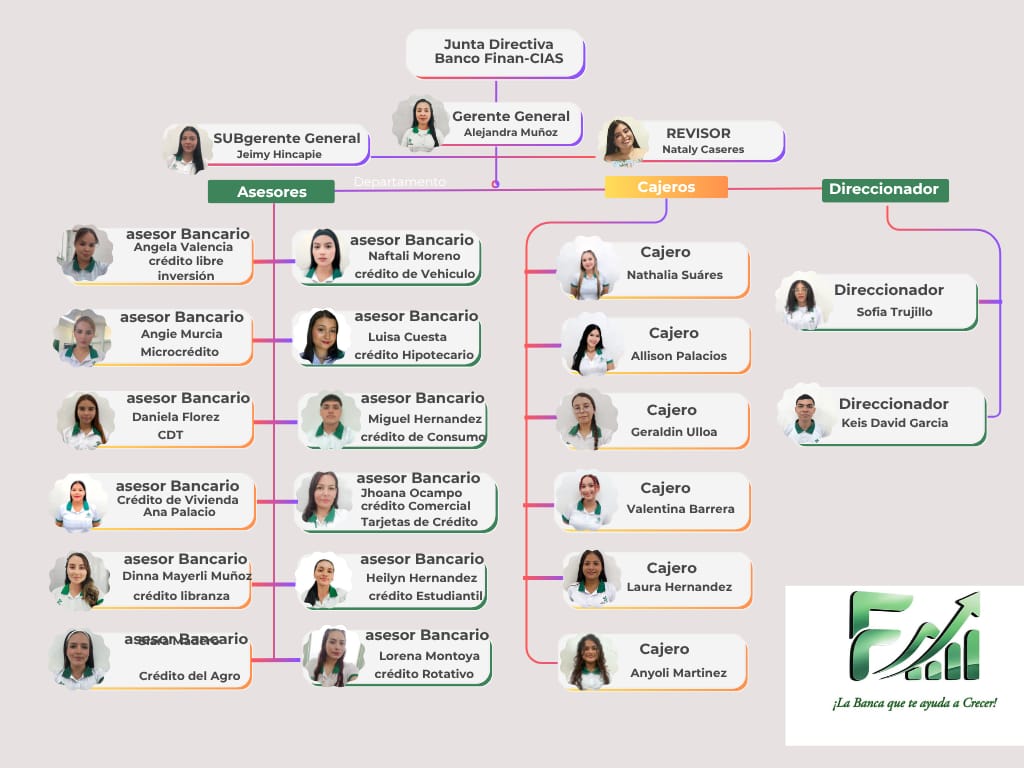 Junta Directiva
Banco Finan-CIAS
Gerente General
Alejandra Muñoz
SUBgerente General
Jeimy Hincapie
REVISOR
Nataly Caseres
Departamento
Asesores
Cajeros
Direccionador
asesor Bancario
Angela Valencia
crédito libre
inversión
asesor Bancario
Naftali Moreno
crédito de Vehiculo
asesor Bancario
Angie Murcia
Microcrédito
asesor Bancario
Luisa Cuesta
crédito Hipotecario
asesor Bancario
Daniela Florez
CDT
asesor Bancario
Miguel Hernandez
crédito de Consumo
asesor Bancario
Crédito de Vivienda
Ana Palacio
asesor Bancario
Jhoana Ocampo
crédito Comercial
Tarjetas de Crédito
asesor Bancario
Dinna Mayerli Muñoz
crédito libranza
asesor Bancario
Heilyn Hernandez
crédito Estudiantil
asesor Bancario
Crédito del Agro
asesor Bancario
Lorena Montoya
crédito Rotativo
Cajero
Nathalia Suáres
Cajero
Allison Palacios
Cajero
Geraldin Ulloa
Cajero
Valentina Barrera
Cajero
Laura Hernandez
Cajero
Anyoli Martinez
Direccionador
Sofia Trujillo
Direccionador
Keis David Garcia
¡La Banca que te ayuda a Crecer!